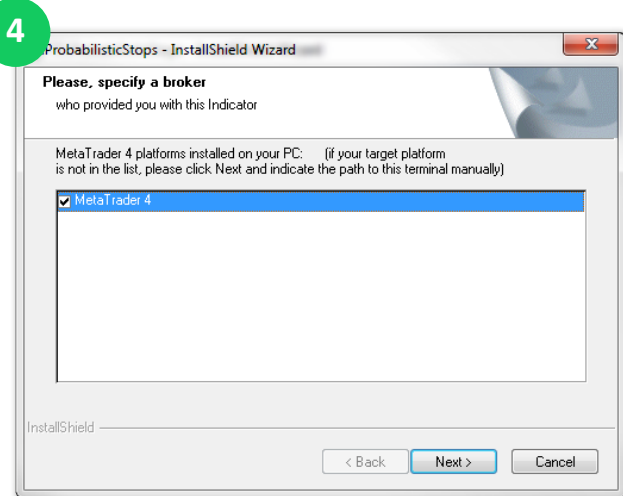 4
ProbabilisticStops - InstallShield Wizard
Please, specify a broker
who provided you with this Indicator
MetaTrader 4 platforms installed on your PC: (if your target platform
is not in the list, please click Next and indicate the path to this terminal manually)
MetaTrader 4
InstallShield
< Back Next > Cancel